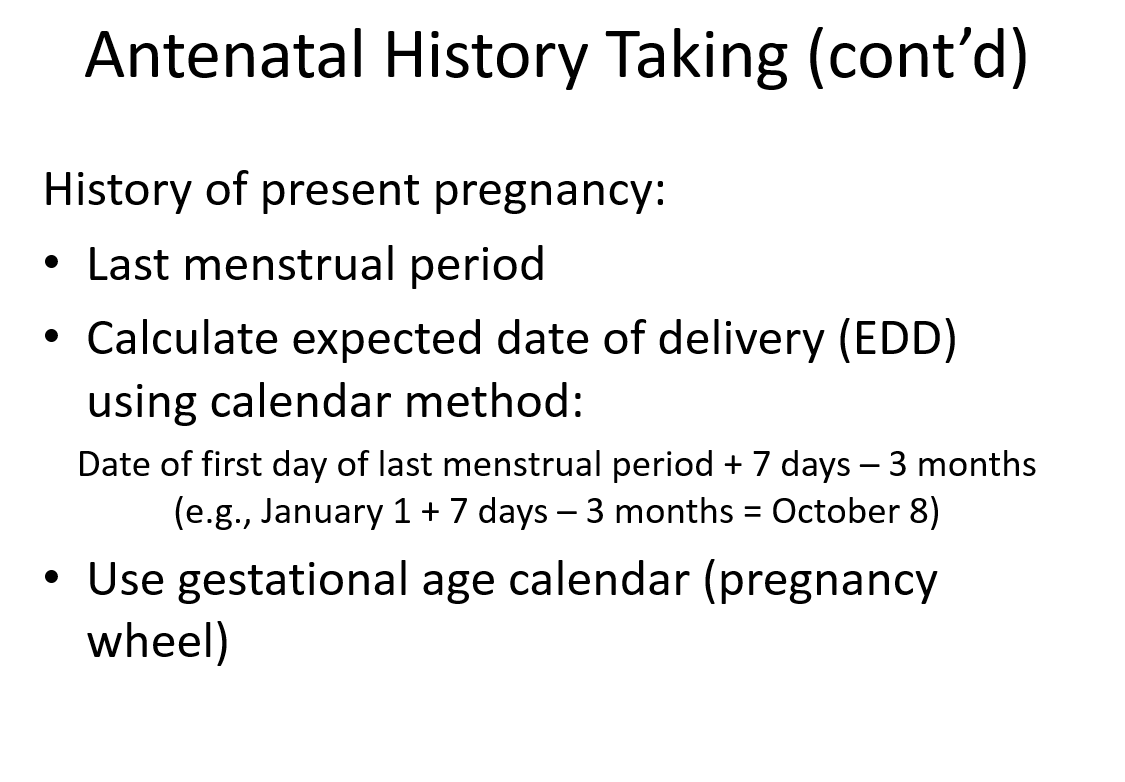 Antenatal History Taking (cont’d)
History of present pregnancy:
• Last menstrual period
• Calculate expected date of delivery (EDD)
using calendar method:
Date of first day of last menstrual period + 7 days – 3 months
(e.g., January 1 + 7 days – 3 months = October 8)
• Use gestational age calendar (pregnancy
wheel)